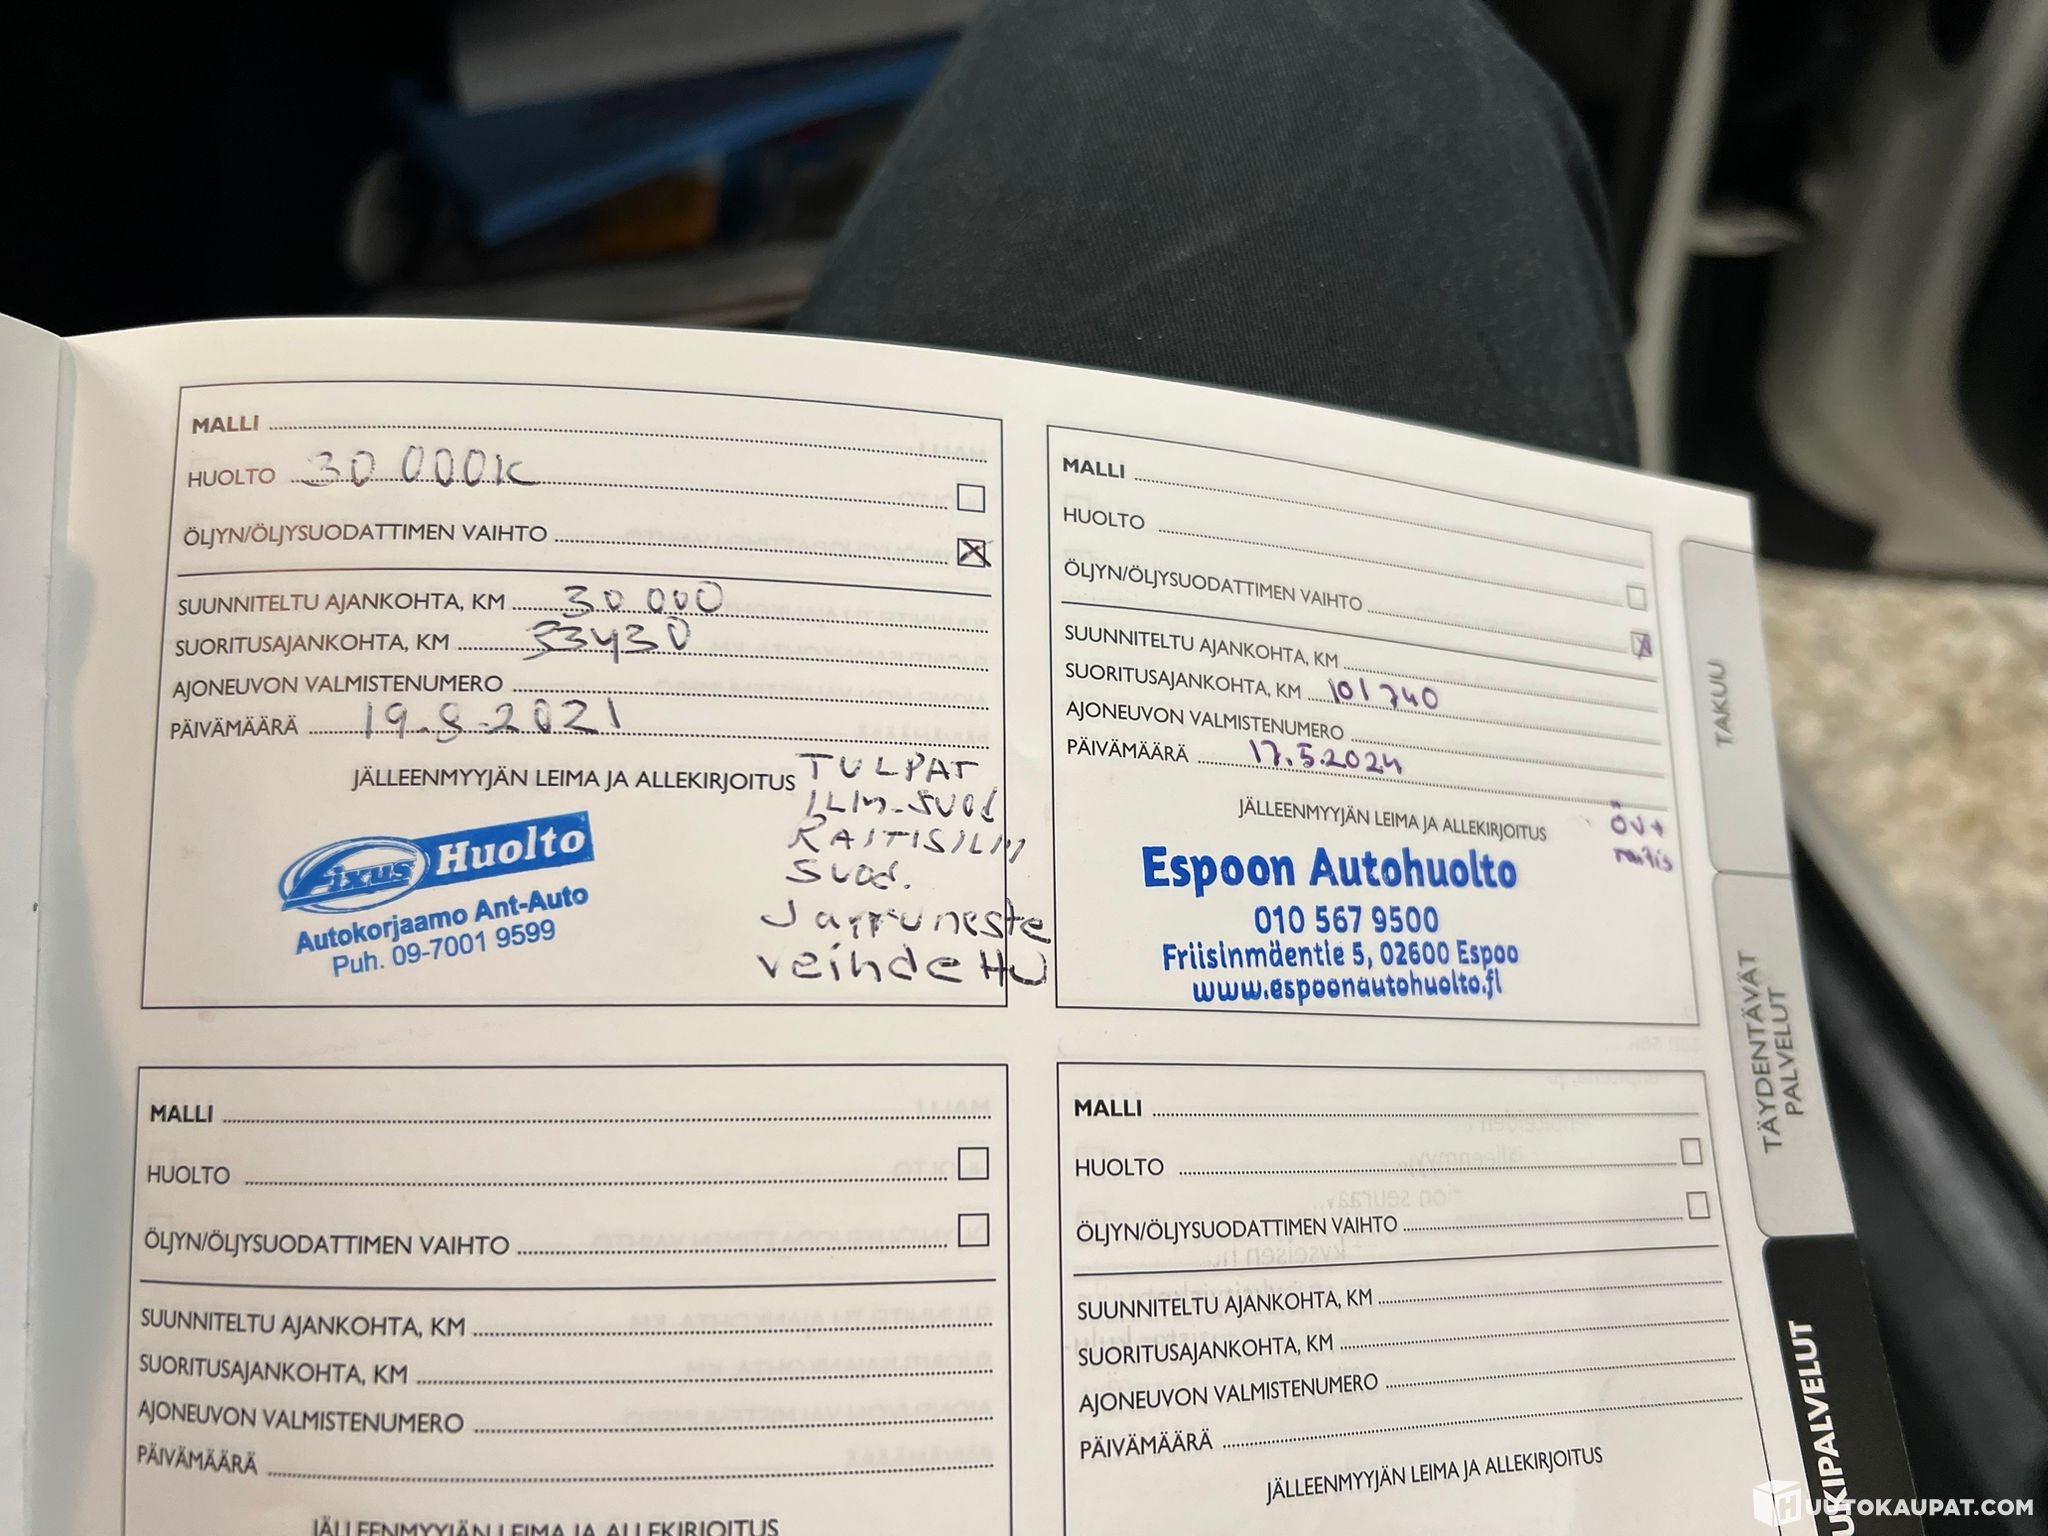 MALLI
HUOLTO 30 000K
ÖLJYN/ÖLJYSUODATTIMEN VAIHTO
SUUNNITELTU AJANKOHTA, KM 30 000
SUORITUSAJANKOHTA, KM 33430
AJONEUVON VALMISTENUMERO
PÄIVÄMÄÄRÄ 19.8.2021
JÄLLEENMYYJÄN LEIMA JA ALLEKIRJOITUS
TULPAT
ILM.SUOD
RAITISILM
SUOD.
Jarruneste
veihdeHU
Fixus Huolto
Autokorjaamo Ant-Auto
Puh. 09-7001 9599
MALLI
HUOLTO
ÖLJYN/ÖLJYSUODATTIMEN VAIHTO
SUUNNITELTU AJANKOHTA, KM
SUORITUSAJANKOHTA, KM 101740
AJONEUVON VALMISTENUMERO
PÄIVÄMÄÄRÄ 17.5.2024
JÄLLEENMYYJÄN LEIMA JA ALLEKIRJOITUS
öv+
raitis
Espoon Autohuolto
010 567 9500
Friisinmäentie 5, 02600 Espoo
www.espoonautohuolto.fi
MALLI
HUOLTO
ÖLJYN/ÖLJYSUODATTIMEN VAIHTO
SUUNNITELTU AJANKOHTA, KM
SUORITUSAJANKOHTA, KM
AJONEUVON VALMISTENUMERO
PÄIVÄMÄÄRÄ
JÄLLEENMYYJÄN LEIMA JA ALLEKIRJOITUS
MALLI
HUOLTO
ÖLJYN/ÖLJYSUODATTIMEN VAIHTO
SUUNNITELTU AJANKOHTA, KM
SUORITUSAJANKOHTA, KM
AJONEUVON VALMISTENUMERO
PÄIVÄMÄÄRÄ
JÄLLEENMYYJÄN LEIMA JA ALLEKIRJOITUS
TAKUU
TÄYDENTÄVÄT
PALVELUT
UKIPALVELUT
HUUTOKAUPAT.COM